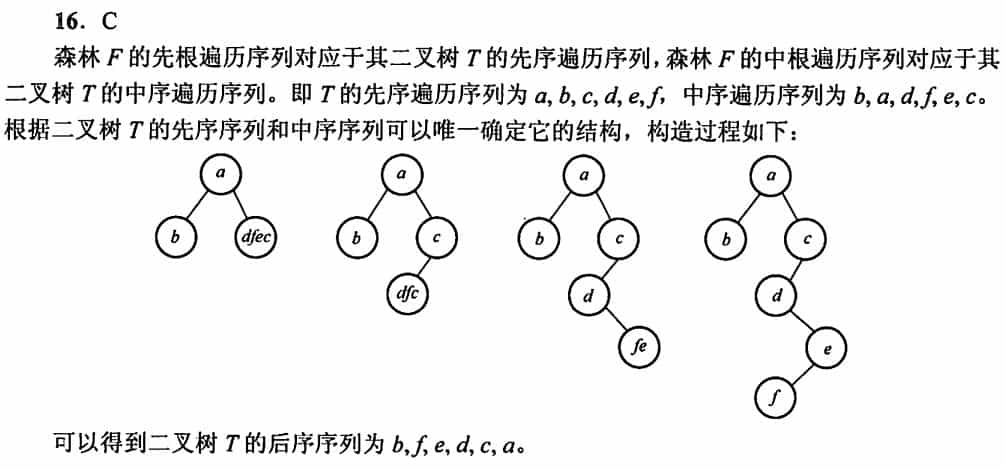 16. C
森林 F 的先根遍历序列对应于其二叉树 T 的先序遍历序列，森林 F 的中根遍历序列对应于其
二叉树 T 的中序遍历序列。即 T 的先序遍历序列为 a, b, c, d, e, f，中序遍历序列为 b, a, d, f, e, c。
根据二叉树 T 的先序序列和中序序列可以唯一确定它的结构，构造过程如下：
a
b
dfec
a
b
c
dfc
a
b
c
d
fe
a
b
c
d
e
f
可以得到二叉树 T 的后序序列为 b, f, e, d, c, a。